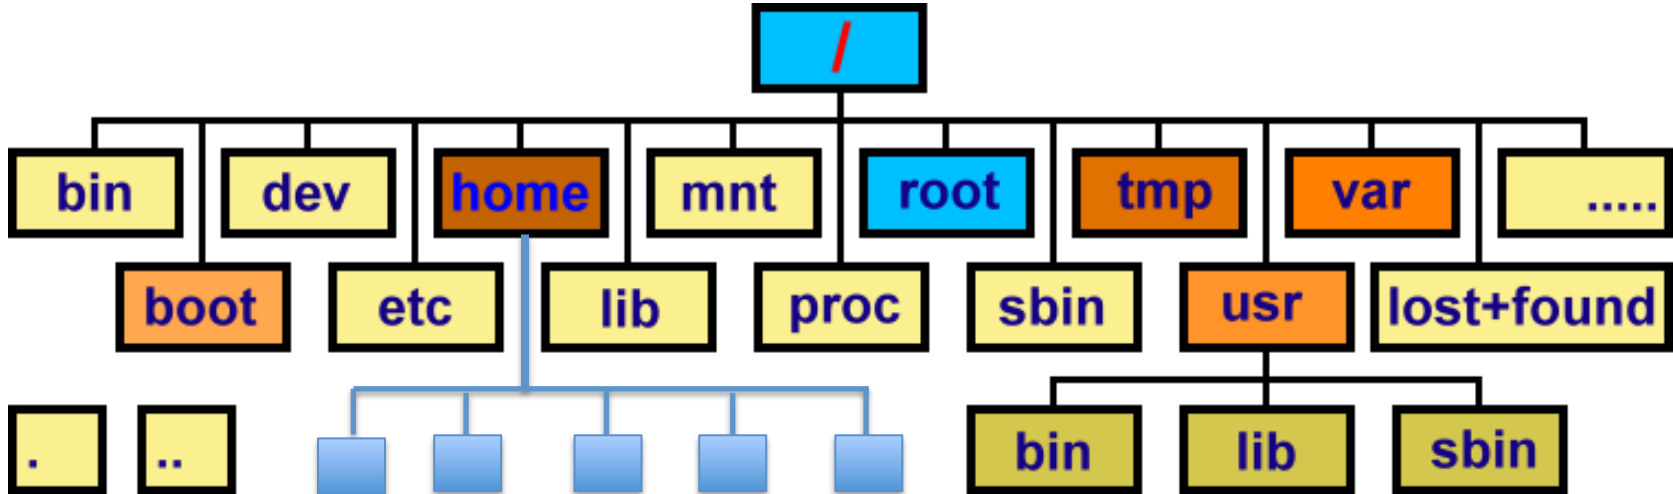 /
bin dev home mnt root tmp var .....
boot etc lib proc sbin usr lost+found
. .. bin lib sbin